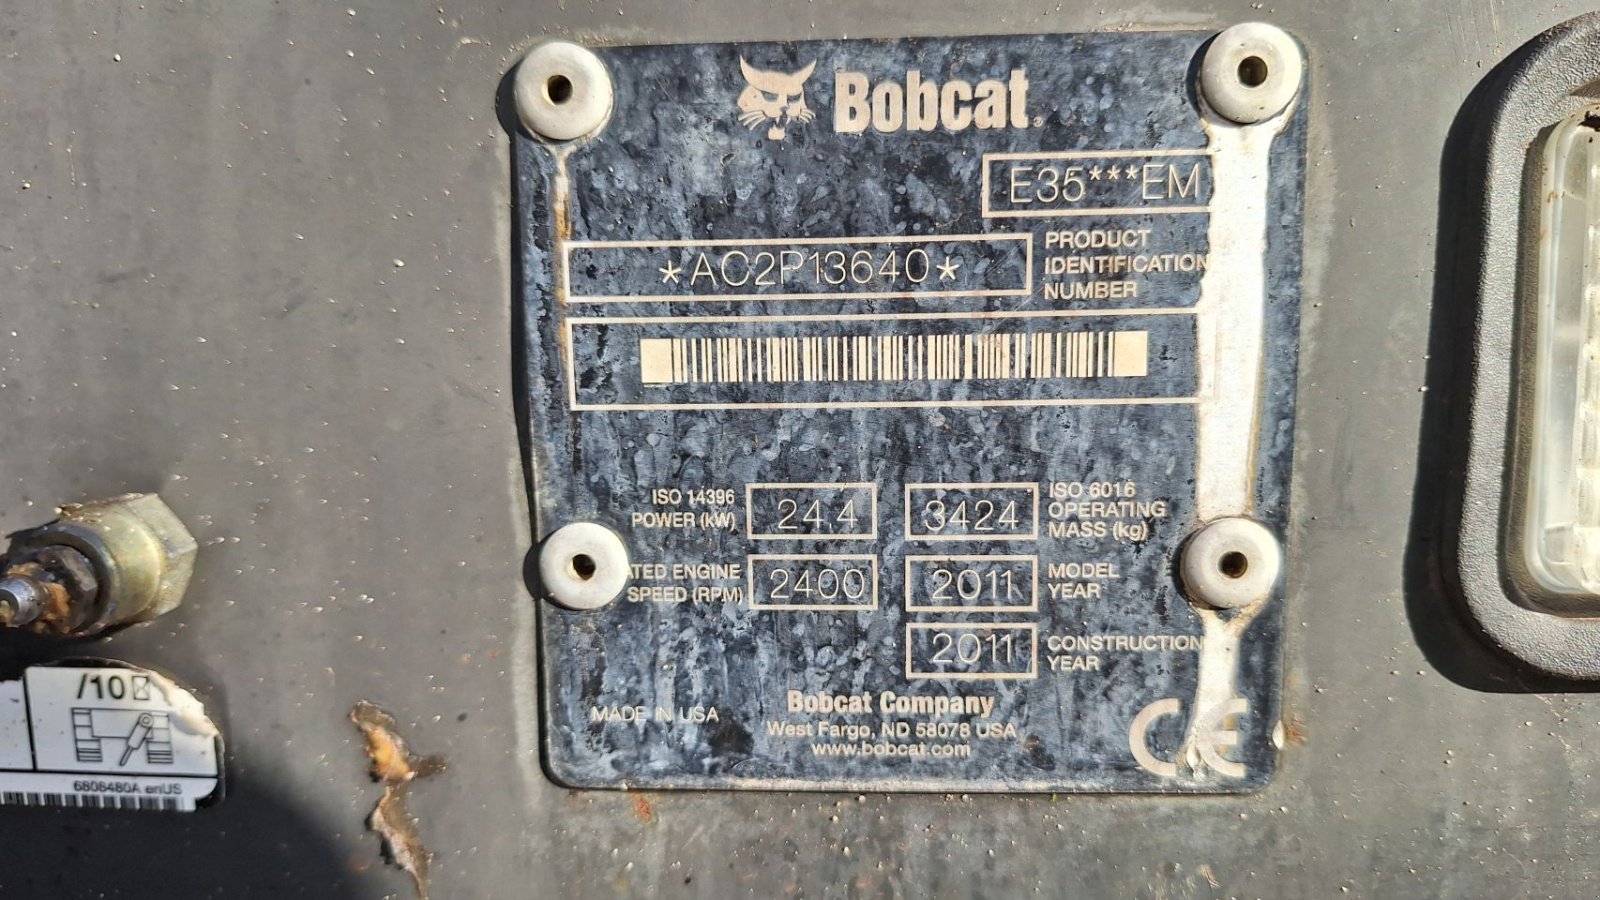 Bobcat
E35***EM
*AC2P13640*
PRODUCT
IDENTIFICATION
NUMBER
ISO 14396
POWER (kW)
24.4
3424
ISO 6016
OPERATING
MASS (kg)
ATED ENGINE
SPEED (RPM)
2400
2011
MODEL
YEAR
2011
CONSTRUCTION
YEAR
MADE IN USA
Bobcat Company
West Fargo, ND 58078 USA
www.bobcat.com
CE
/10
6808480A enUS